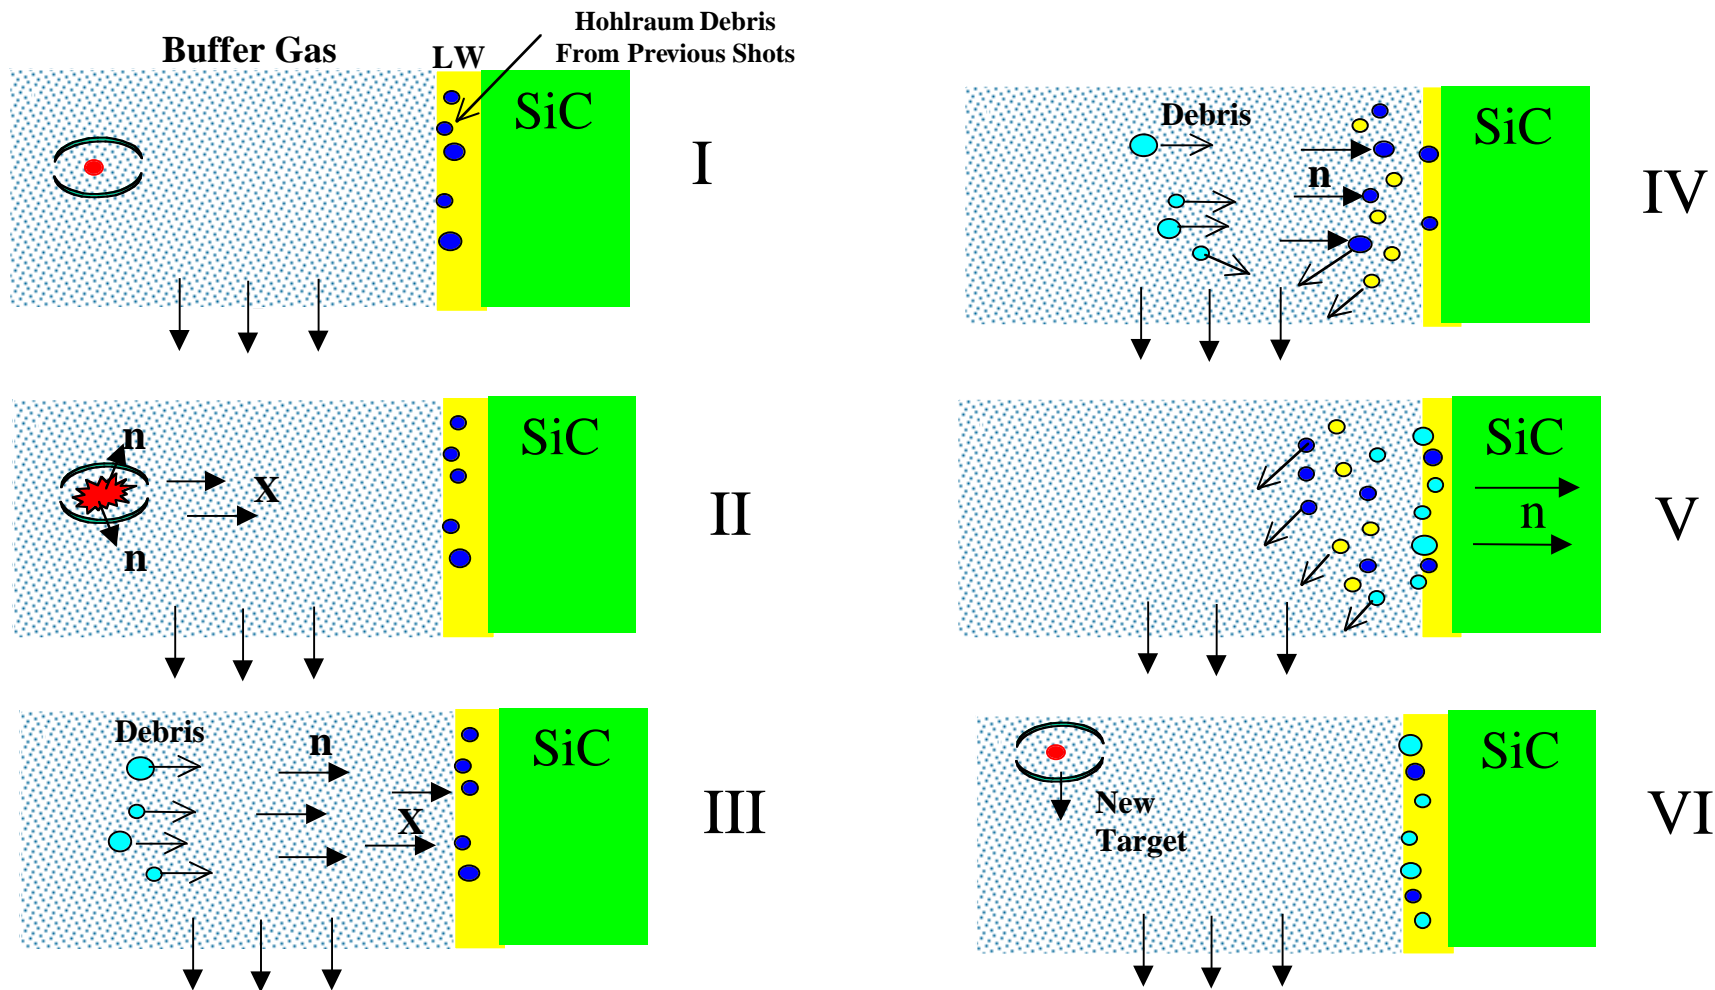 Hohlraum Debris
From Previous Shots
Buffer Gas
LW
SiC
I
n
X
n
SiC
II
Debris
n
X
SiC
III
Debris
n
SiC
IV
SiC
n
V
New
Target
SiC
VI